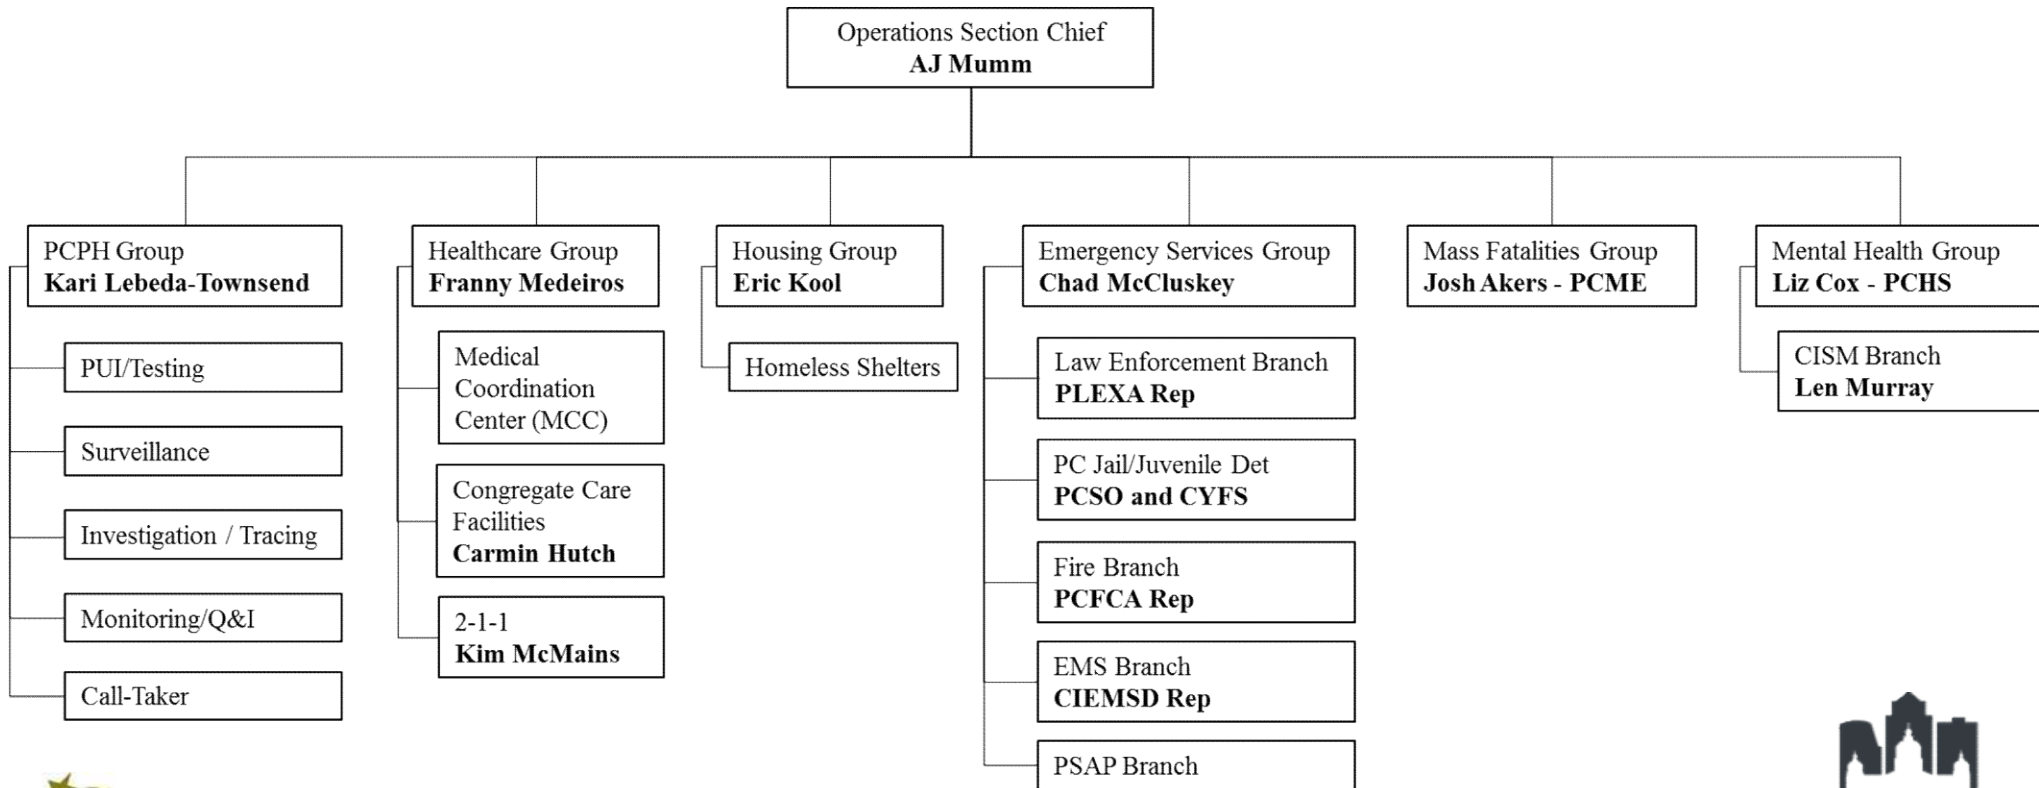 Operations Section Chief
AJ Mumm
PCPH Group
Kari Lebeda-Townsend
PUI/Testing
Surveillance
Investigation / Tracing
Monitoring/Q&I
Call-Taker
Healthcare Group
Franny Medeiros
Medical
Coordination
Center (MCC)
Congregate Care
Facilities
Carmin Hutch
2-1-1
Kim McMains
Housing Group
Eric Kool
Homeless Shelters
Emergency Services Group
Chad McCluskey
Law Enforcement Branch
PLEXA Rep
PC Jail/Juvenile Det
PCSO and CYFS
Fire Branch
PCFCA Rep
EMS Branch
CIEMSD Rep
PSAP Branch
Mass Fatalities Group
Josh Akers - PCME
Mental Health Group
Liz Cox - PCHS
CISM Branch
Len Murray